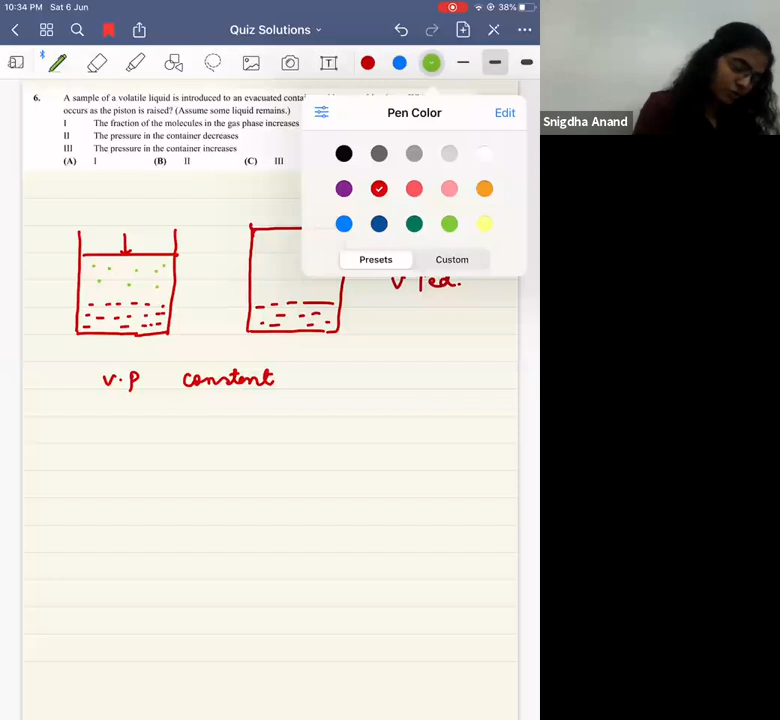 10:34 PM Sat 6 Jun
38%
Quiz Solutions
T
Snigdha Anand
Pen Color
Edit
Presets
Custom
6. A sample of a volatile liquid is introduced to an evacuated
occurs as the piston is raised? (Assume some liquid remains.)
I The fraction of the molecules in the gas phase increases
II The pressure in the container decreases
III The pressure in the container increases
(A) I (B) II (C) III
V ↑ed.
v.p constent